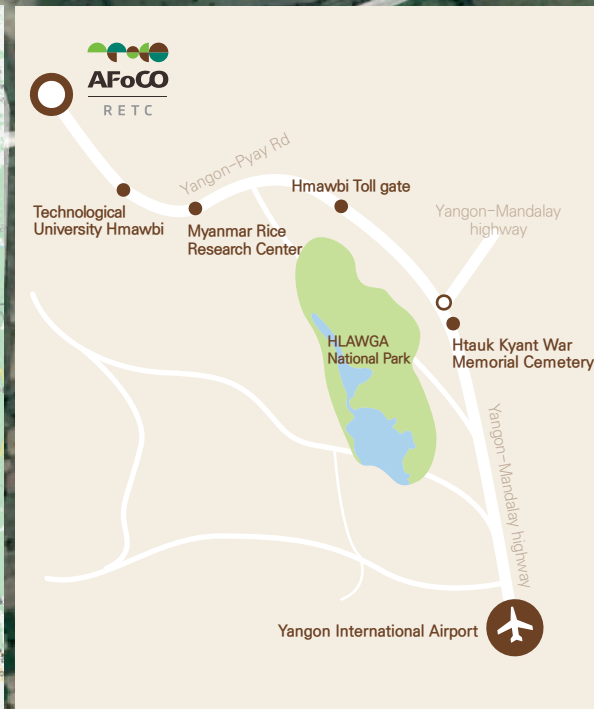 AFoCO
RETC
Yangon-Pyay Rd
Hmawbi Toll gate
Technological
University Hmawbi
Myanmar Rice
Research Center
Yangon-Mandalay
highway
HLAWGA
National Park
Htauk Kyant War
Memorial Cemetery
Yangon-Mandalay highway
Yangon International Airport